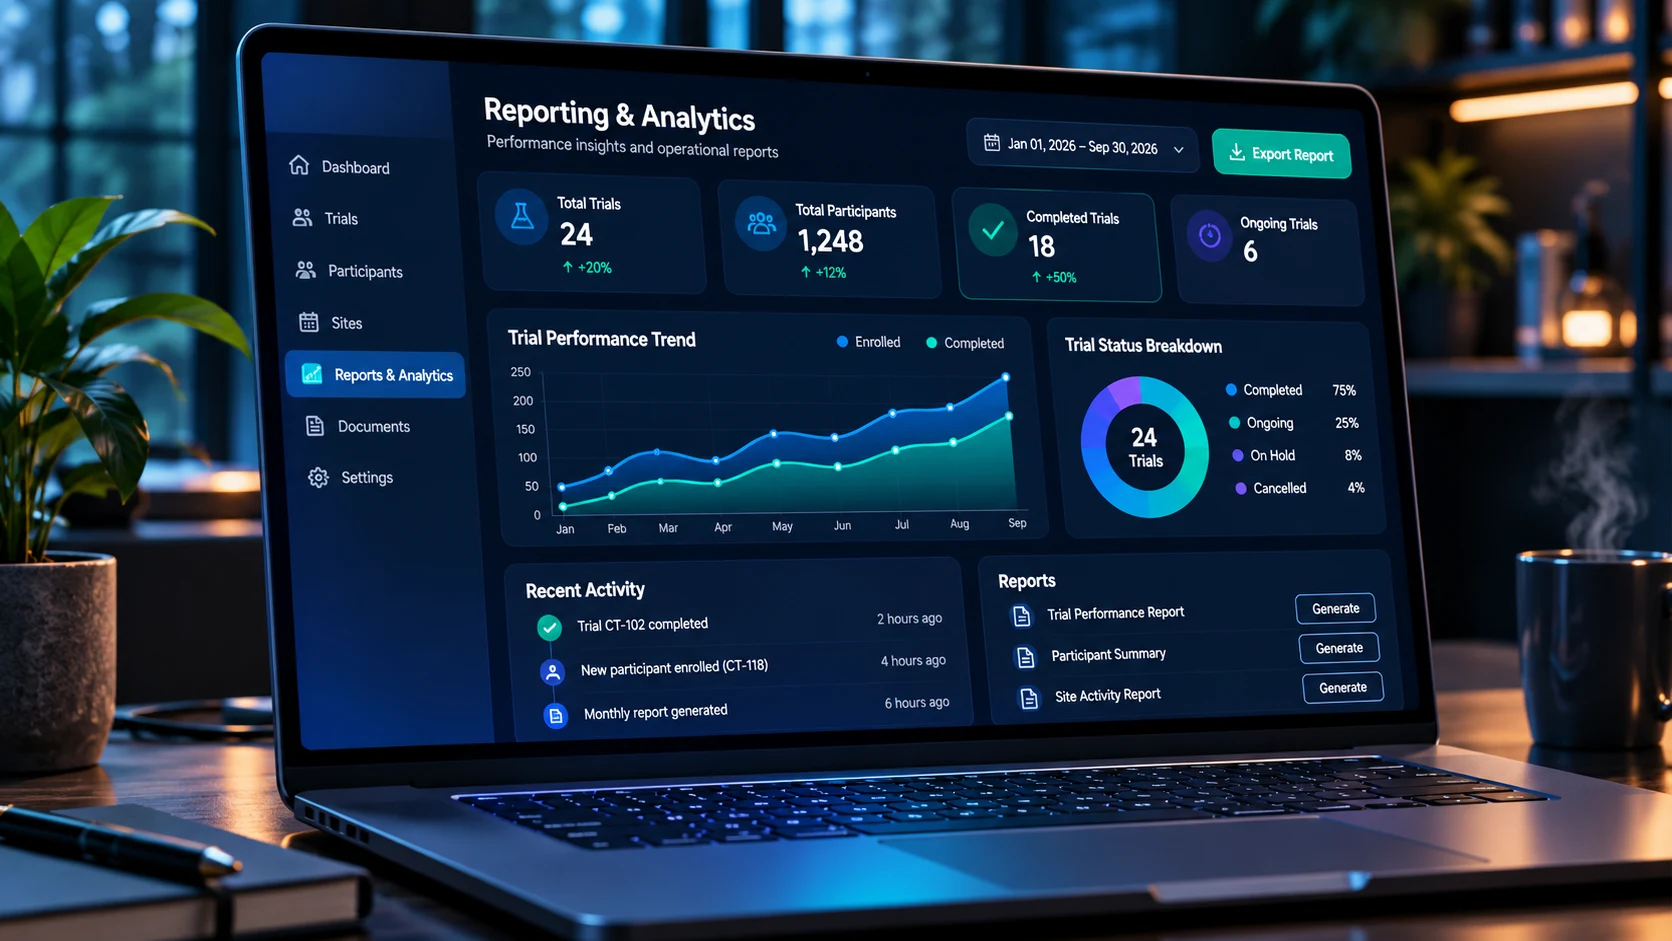 Reporting & Analytics
Performance insights and operational reports
Jan 01, 2026 – Sep 30, 2026
Export Report
Dashboard
Trials
Participants
Sites
Reports & Analytics
Documents
Settings
Total Trials
24
+20%
Total Participants
1,248
+12%
Completed Trials
18
+50%
Ongoing Trials
6
Trial Performance Trend
Enrolled
Completed
250
200
150
100
50
0
Jan Feb Mar Apr May Jun Jul Aug Sep
Trial Status Breakdown
24
Trials
Completed 75%
Ongoing 25%
On Hold 8%
Cancelled 4%
Recent Activity
Trial CT-102 completed 2 hours ago
New participant enrolled (CT-118) 4 hours ago
Monthly report generated 6 hours ago
Reports
Trial Performance Report Generate
Participant Summary Generate
Site Activity Report Generate